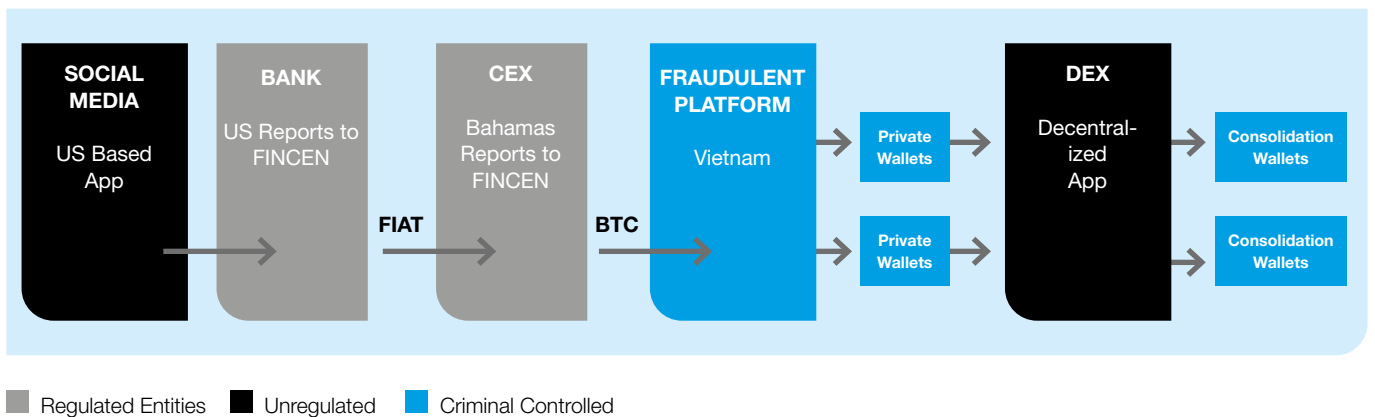 SOCIAL
MEDIA
US Based
App
BANK
US Reports to
FINCEN
FIAT
CEX
Bahamas
Reports to
FINCEN
BTC
FRAUDULENT
PLATFORM
Vietnam
Private
Wallets
Private
Wallets
DEX
Decentral-
ized
App
Consolidation
Wallets
Consolidation
Wallets
Regulated Entities
Unregulated
Criminal Controlled